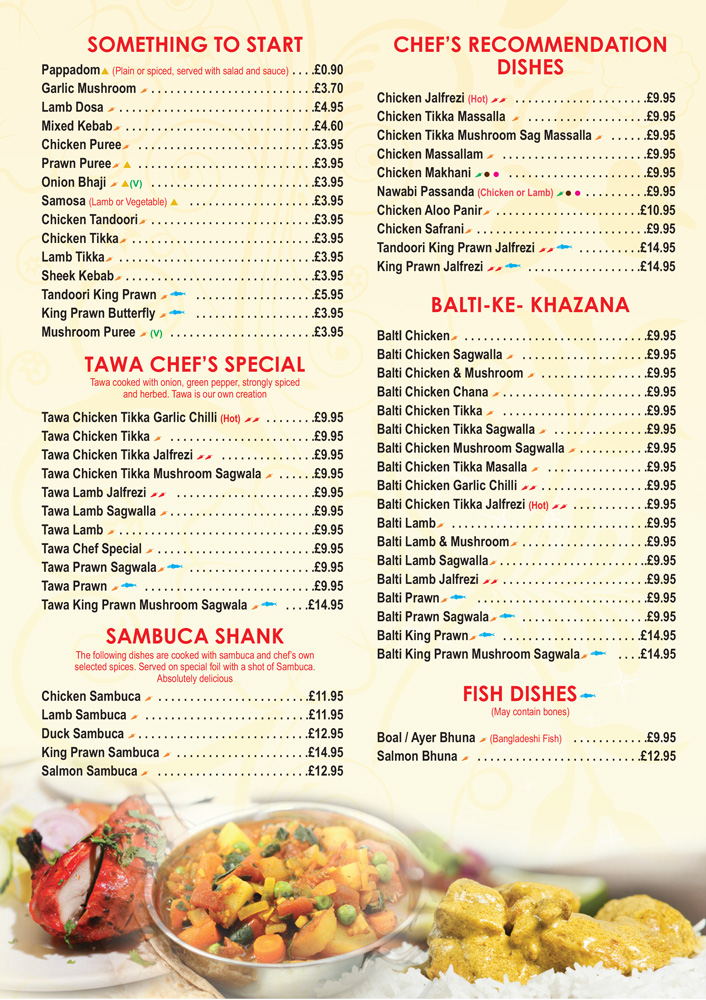 SOMETHING TO START
Pappadom (Plain or spiced, served with salad and sauce) ....£0.90
Garlic Mushroom ....£3.70
Lamb Dosa ....£4.95
Mixed Kebab ....£4.60
Chicken Puree ....£3.95
Prawn Puree ....£3.95
Onion Bhaji (V) ....£3.95
Samosa (Lamb or Vegetable) ....£3.95
Chicken Tandoori ....£3.95
Chicken Tikka ....£3.95
Lamb Tikka ....£3.95
Sheek Kebab ....£3.95
Tandoori King Prawn ....£5.95
King Prawn Butterfly ....£3.95
Mushroom Puree (V) ....£3.95
TAWA CHEF'S SPECIAL
Tawa cooked with onion, green pepper, strongly spiced
and herbed. Tawa is our own creation
Tawa Chicken Tikka Garlic Chilli (Hot) ....£9.95
Tawa Chicken Tikka ....£9.95
Tawa Chicken Tikka Jalfrezi ....£9.95
Tawa Chicken Tikka Mushroom Sagwala ....£9.95
Tawa Lamb Jalfrezi ....£9.95
Tawa Lamb Sagwalla ....£9.95
Tawa Lamb ....£9.95
Tawa Chef Special ....£9.95
Tawa Prawn Sagwala ....£9.95
Tawa Prawn ....£9.95
Tawa King Prawn Mushroom Sagwala ....£14.95
SAMBUCA SHANK
The following dishes are cooked with sambuca and chef's own
selected spices. Served on special foil with a shot of Sambuca.
Absolutely delicious
Chicken Sambuca ....£11.95
Lamb Sambuca ....£11.95
Duck Sambuca ....£12.95
King Prawn Sambuca ....£14.95
Salmon Sambuca ....£12.95
CHEF'S RECOMMENDATION
DISHES
Chicken Jalfrezi (Hot) ....£9.95
Chicken Tikka Massalla ....£9.95
Chicken Tikka Mushroom Sag Massalla ....£9.95
Chicken Massallam ....£9.95
Chicken Makhani ....£9.95
Nawabi Passanda (Chicken or Lamb) ....£9.95
Chicken Aloo Panir ....£10.95
Chicken Safrani ....£9.95
Tandoori King Prawn Jalfrezi ....£14.95
King Prawn Jalfrezi ....£14.95
BALTI-KE- KHAZANA
BaltI Chicken ....£9.95
Balti Chicken Sagwalla ....£9.95
Balti Chicken & Mushroom ....£9.95
Balti Chicken Chana ....£9.95
Balti Chicken Tikka ....£9.95
Balti Chicken Tikka Sagwalla ....£9.95
Balti Chicken Mushroom Sagwalla ....£9.95
Balti Chicken Tikka Masalla ....£9.95
Balti Chicken Garlic Chilli ....£9.95
Balti Chicken Tikka Jalfrezi (Hot) ....£9.95
Balti Lamb ....£9.95
Balti Lamb & Mushroom ....£9.95
Balti Lamb Sagwalla ....£9.95
Balti Lamb Jalfrezi ....£9.95
Balti Prawn ....£9.95
Balti Prawn Sagwala ....£9.95
Balti King Prawn ....£14.95
Balti King Prawn Mushroom Sagwala ....£14.95
FISH DISHES
(May contain bones)
Boal / Ayer Bhuna (Bangladeshi Fish) ....£9.95
Salmon Bhuna ....£12.95